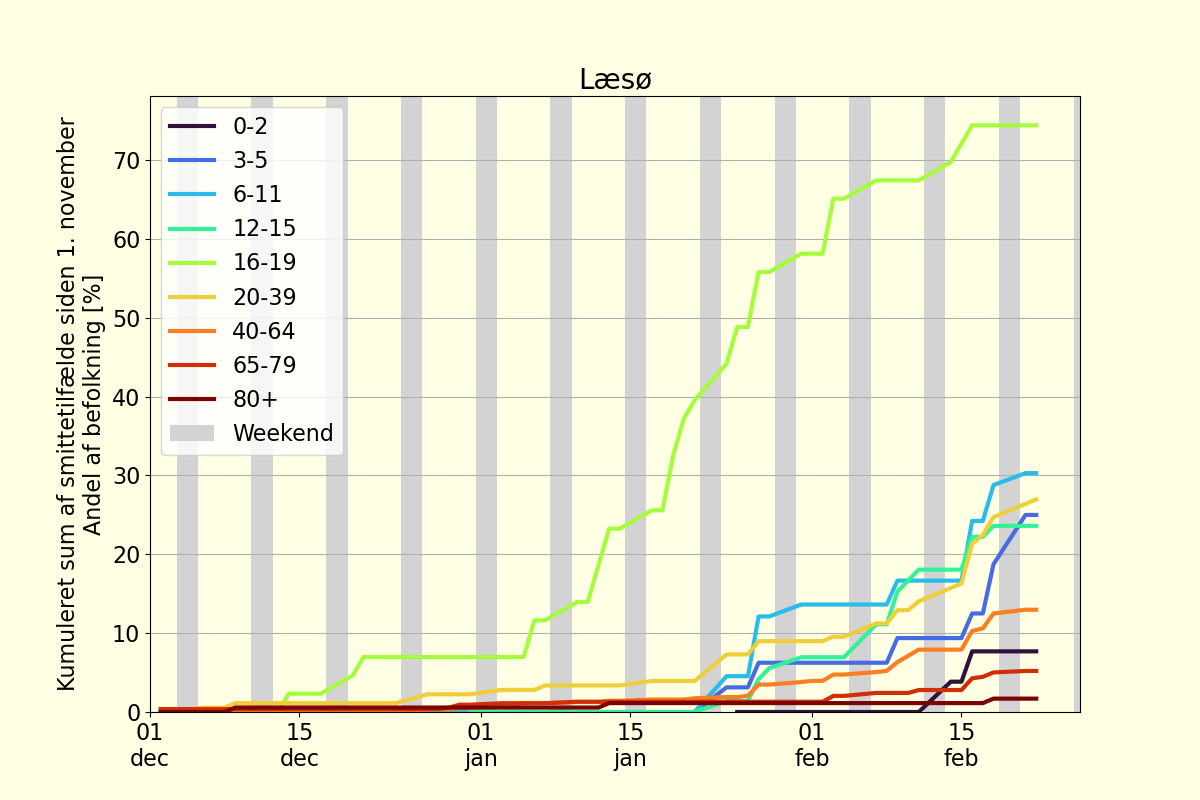 Læsø
Kumuleret sum af smittetilfælde siden 1. november
Andel af befolkning [%]
70
60
50
40
30
20
10
0
0-2
3-5
6-11
12-15
16-19
20-39
40-64
65-79
80+
Weekend
01 15 01 15 01 15
dec dec jan jan feb feb